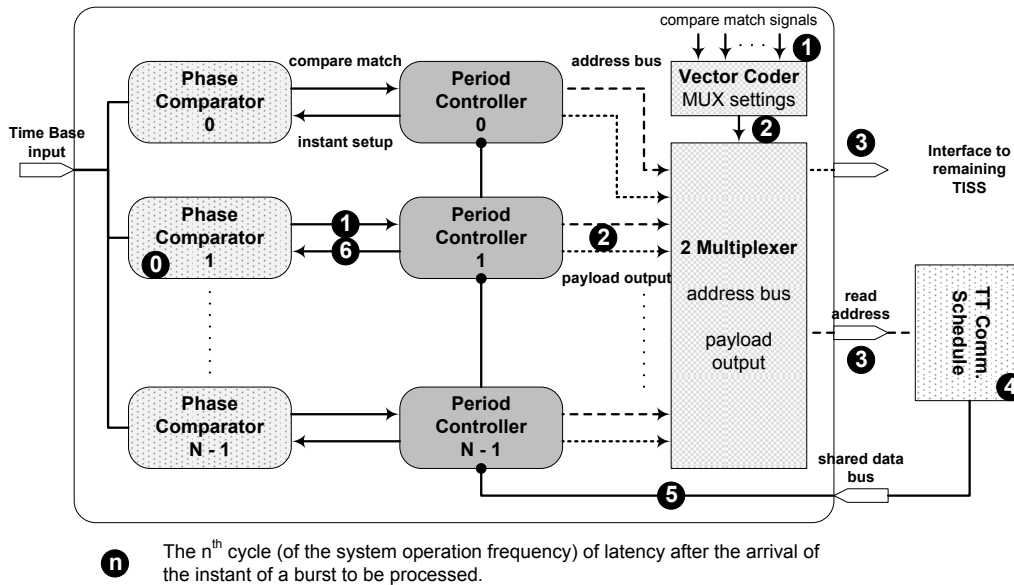 compare match signals
1
compare match
address bus
Phase
Comparator
0
Period
Controller
0
Vector Coder
MUX settings
Time Base
input
instant setup
2
3
Interface to
remaining
TISS
Phase
Comparator
1
0
1
6
Period
Controller
1
2
payload output
2 Multiplexer
address bus
payload
output
read
address
3
TT Comm.
Schedule
4
Phase
Comparator
N - 1
Period
Controller
N - 1
shared data
bus
5
n
The nth cycle (of the system operation frequency) of latency after the arrival of
the instant of a burst to be processed.